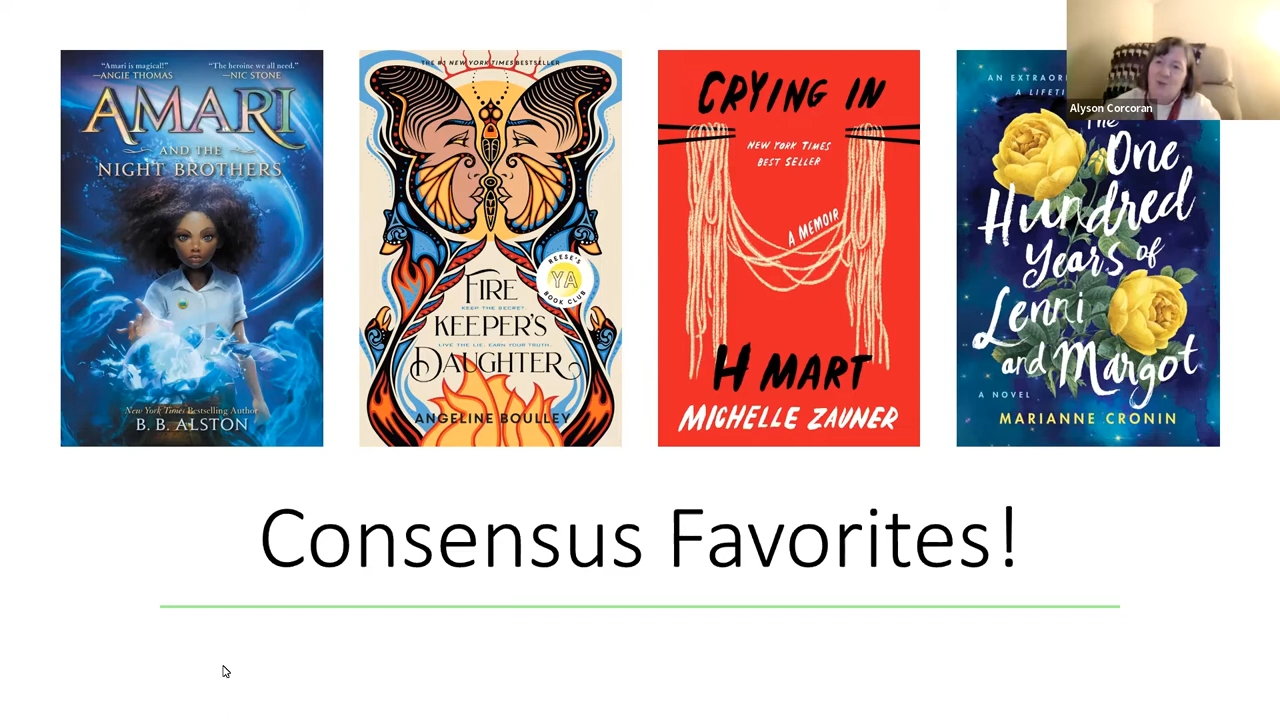 "Amari is magical!"
—ANGIE THOMAS
"The heroine we all need."
—NIC STONE
AMARI
AND THE
NIGHT BROTHERS
New York Times Bestselling Author
B. B. ALSTON
THE #1 NEW YORK TIMES BESTSELLER
REESE'S
YA
BOOK CLUB
FIRE
KEEP THE SECRET.
KEEPER'S
LIVE THE LIE. EARN YOUR TRUTH.
DAUGHTER
ANGELINE BOULLEY
CRYING IN
NEW YORK TIMES
BEST SELLER
A MEMOIR
H MART
MICHELLE ZAUNER
AN
A
The
One
Hundred
Years of
Lenni
and Margot
A NOVEL
MARIANNE CRONIN
Alyson Corcoran
Consensus Favorites!